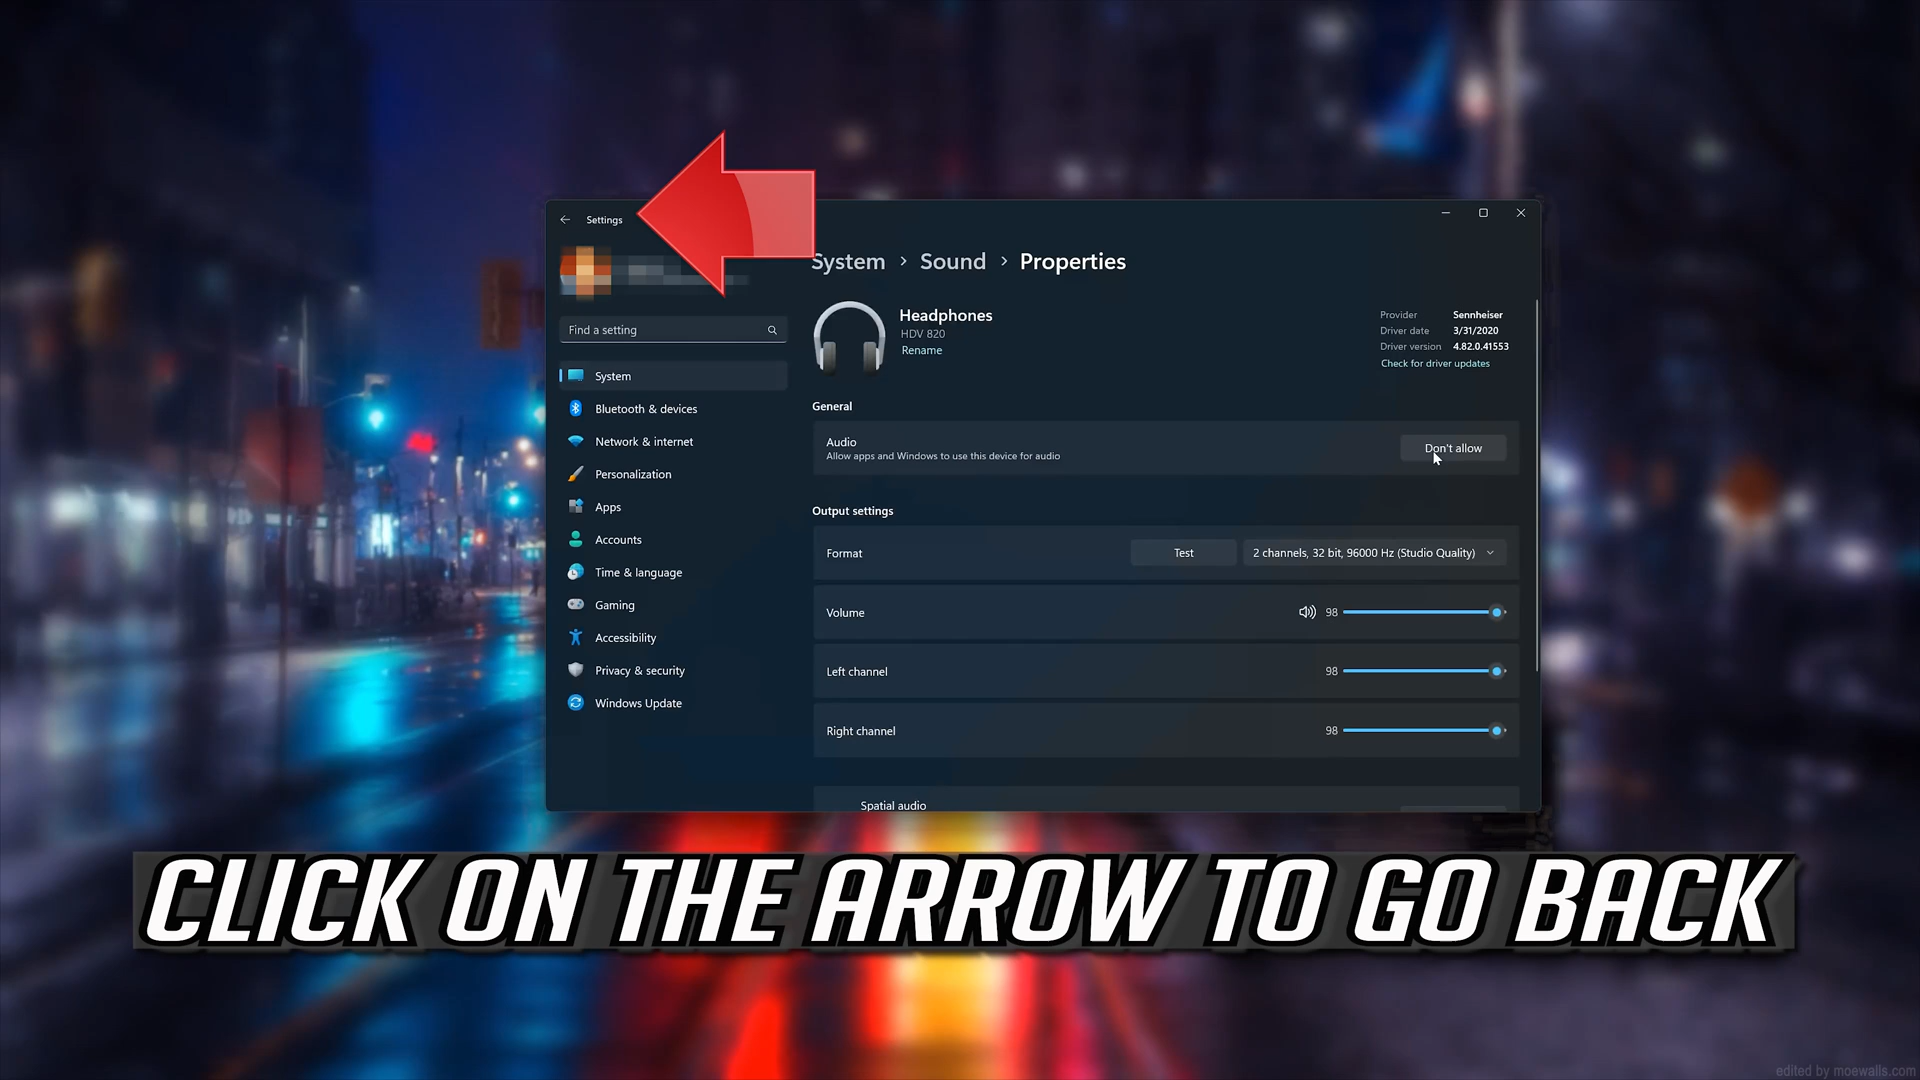 Settings
System > Sound > Properties
Find a setting
System
Bluetooth & devices
Network & internet
Personalization
Apps
Accounts
Time & language
Gaming
Accessibility
Privacy & security
Windows Update
Headphones
HDV 820
Rename
Provider Sennheiser
Driver date 3/31/2020
Driver version 4.82.0.41553
Check for driver updates
General
Audio
Allow apps and Windows to use this device for audio
Don't allow
Output settings
Format Test 2 channels, 32 bit, 96000 Hz (Studio Quality)
Volume 98
Left channel 98
Right channel 98
Spatial audio
CLICK ON THE ARROW TO GO BACK
edited by moewalls.com